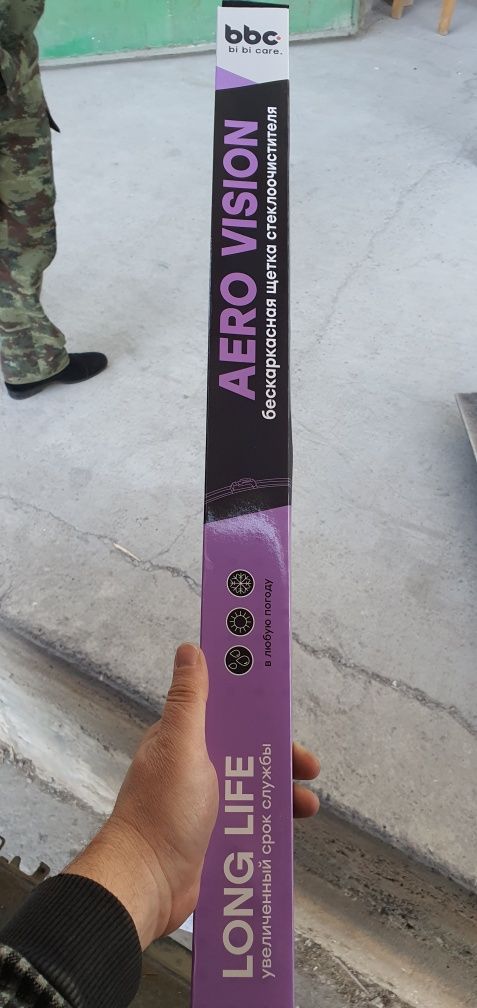 bbc
bi bi care.
AERO VISION
бескаркасная щетка стеклоочистителя
в любую погоду
LONG LIFE
увеличенный срок службы